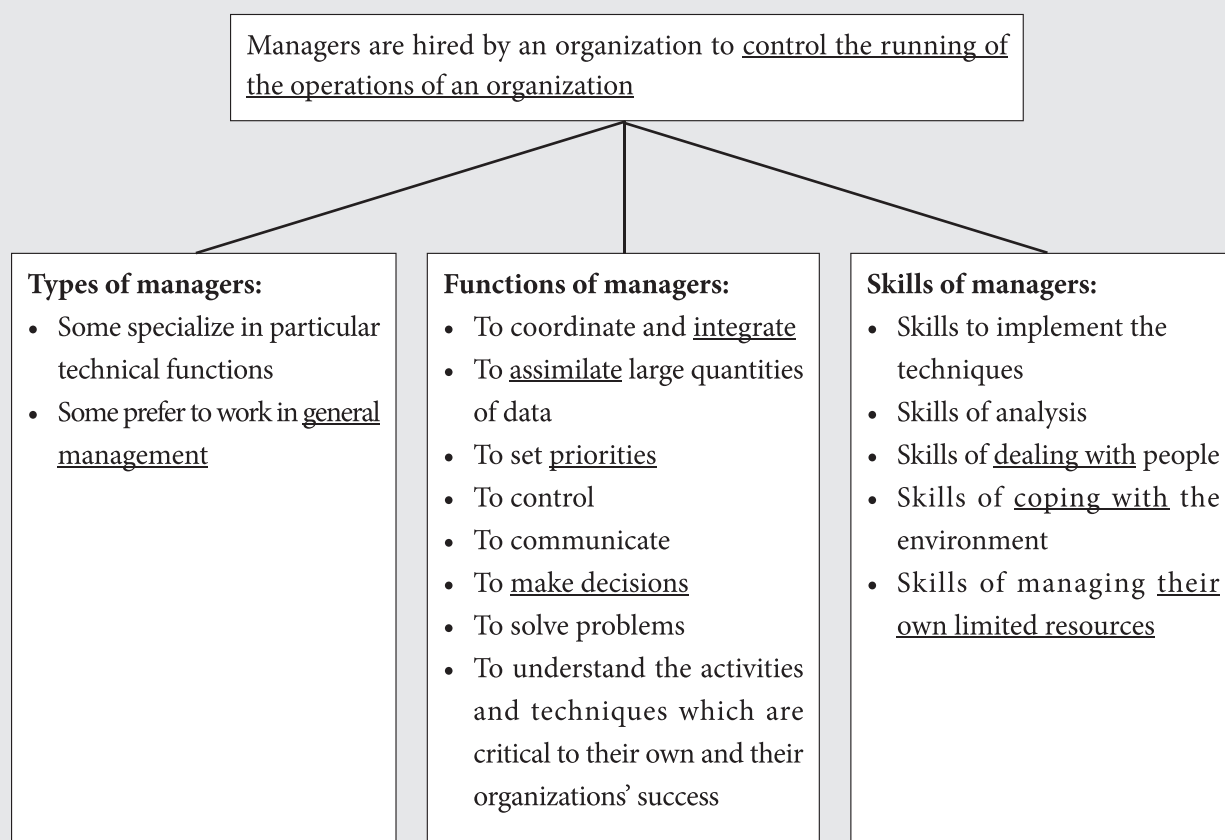 Managers are hired by an organization to control the running of
the operations of an organization
Types of managers:
• Some specialize in particular
technical functions
• Some prefer to work in general
management
Functions of managers:
• To coordinate and integrate
• To assimilate large quantities
of data
• To set priorities
• To control
• To communicate
• To make decisions
• To solve problems
• To understand the activities
and techniques which are
critical to their own and their
organizations’ success
Skills of managers:
• Skills to implement the
techniques
• Skills of analysis
• Skills of dealing with people
• Skills of coping with the
environment
• Skills of managing their
own limited resources